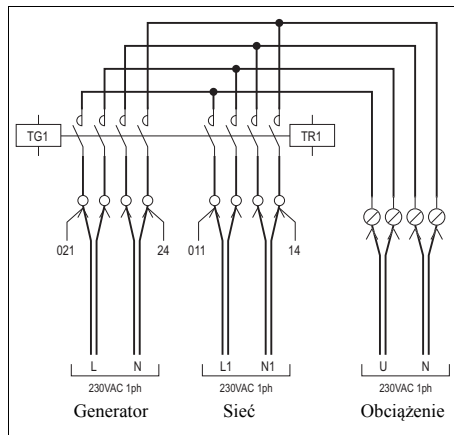 TG1 TR1
021 24 011 14
L N L1 N1 U N
230VAC 1ph 230VAC 1ph 230VAC 1ph
Generator Sieć Obciążenie